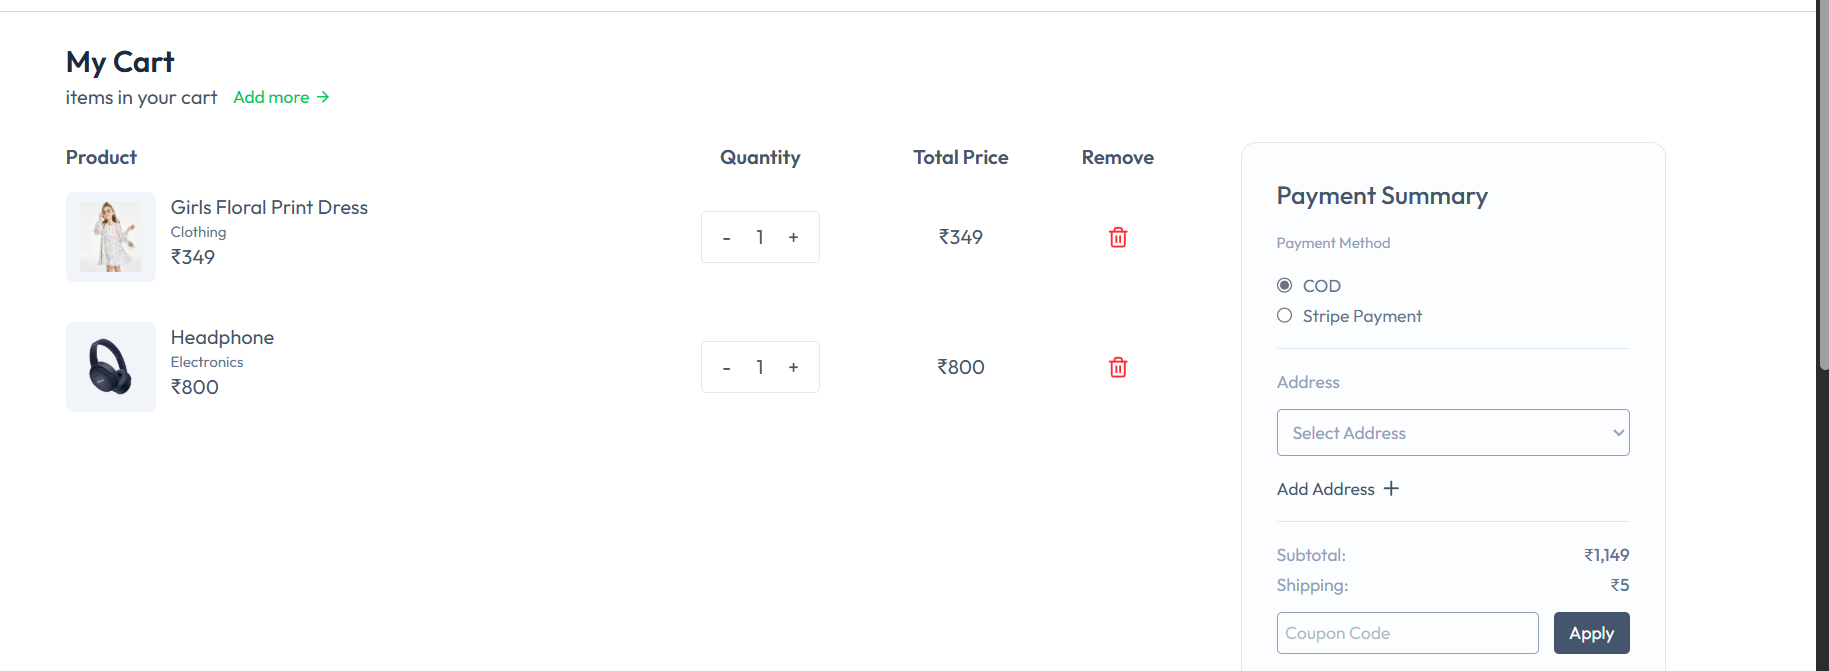 My Cart
items in your cart Add more →
Product Quantity Total Price Remove
Girls Floral Print Dress
Clothing
₹349
- 1 + ₹349
Headphone
Electronics
₹800
- 1 + ₹800
Payment Summary
Payment Method
COD
Stripe Payment
Address
Select Address
Add Address +
Subtotal: ₹1,149
Shipping: ₹5
Coupon Code Apply